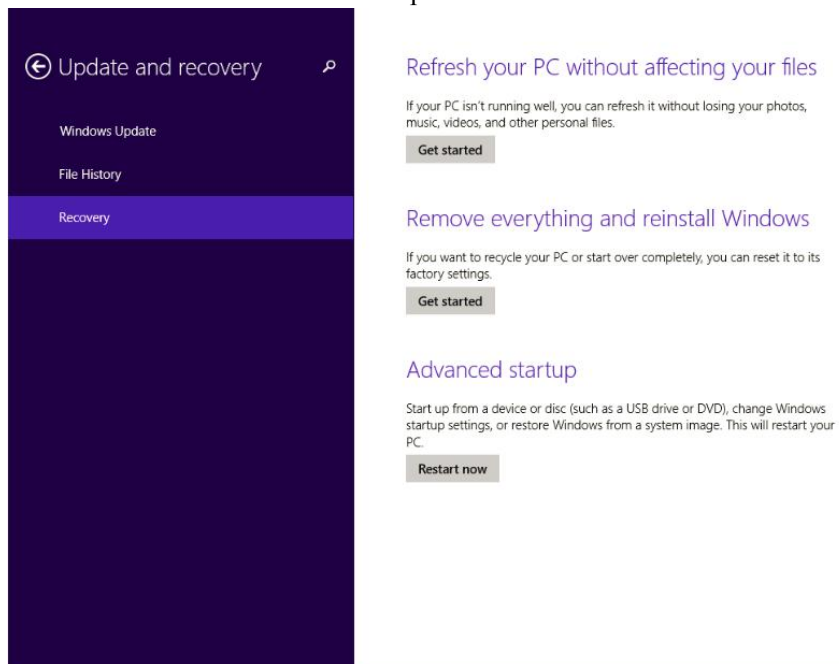 Update and recovery
Windows Update
File History
Recovery
Refresh your PC without affecting your files
If your PC isn't running well, you can refresh it without losing your photos,
music, videos, and other personal files.
Get started
Remove everything and reinstall Windows
If you want to recycle your PC or start over completely, you can reset it to its
factory settings.
Get started
Advanced startup
Start up from a device or disc (such as a USB drive or DVD), change Windows
startup settings, or restore Windows from a system image. This will restart your
PC.
Restart now